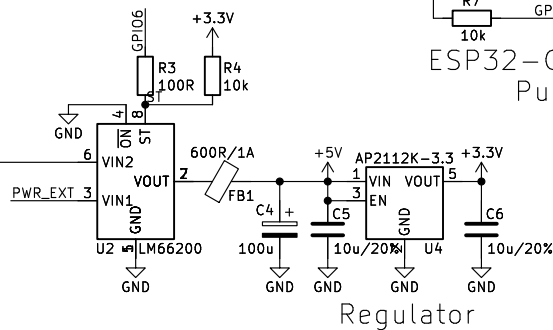 +3.3V
GPIO6
R7
GP
10k
ESP32-C
Pu
R3
100R
R4
10k
ST
GND
4
8
ON
ST
6
VIN2
600R/1A
+5V
AP2112K-3.3
+3.3V
VOUT
FB1
1
VIN
VOUT
5
PWR_EXT
3
VIN1
3
EN
GND
C4
+
C5
GND
C6
U2
LM66200
100u
10u/20%
U4
10u/20%
GND
GND
GND
GND
GND
Regulator